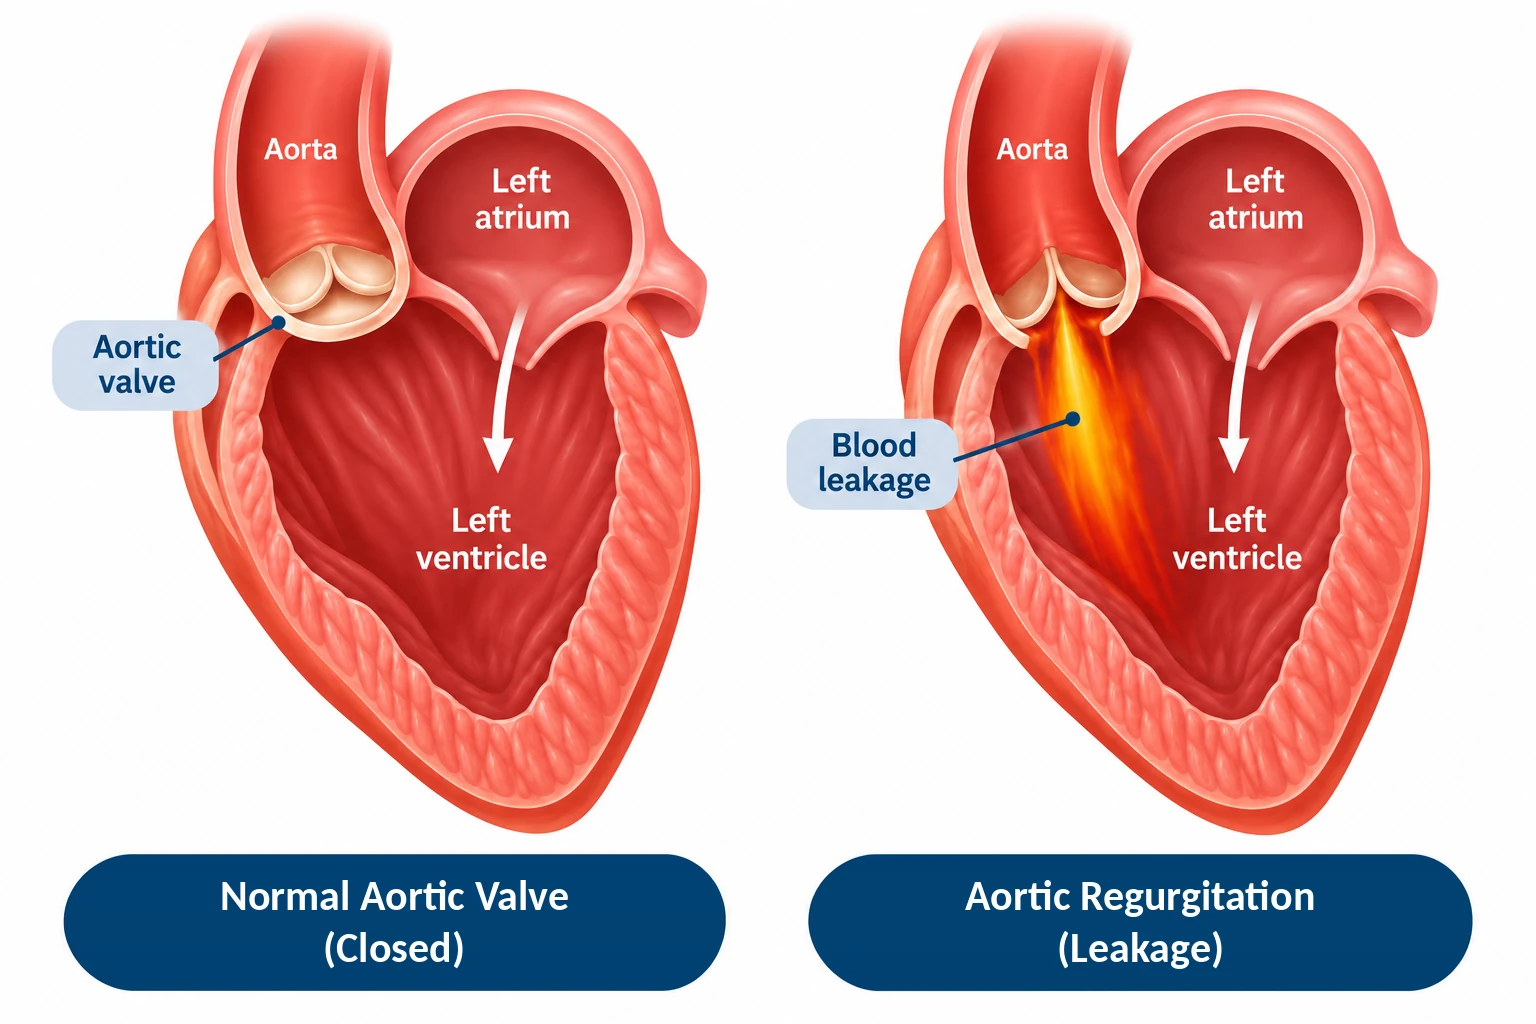 Aorta
Left
atrium
Aortic
valve
Left
ventricle
Normal Aortic Valve
(Closed)
Aorta
Left
atrium
Blood
leakage
Left
ventricle
Aortic Regurgitation
(Leakage)